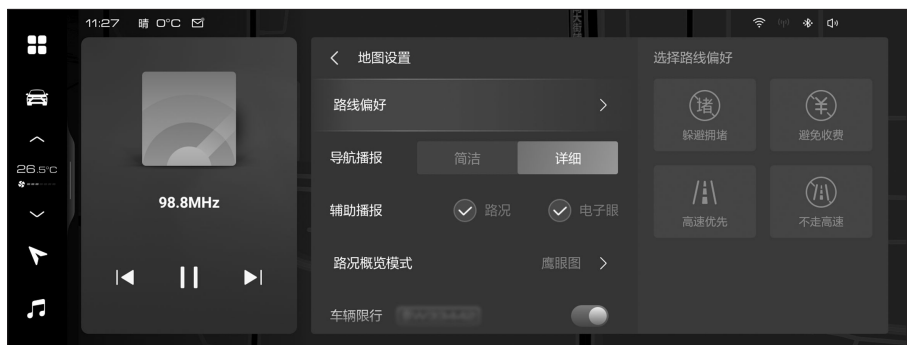 11:27 晴 0°C
26.5°C
98.8MHz
地图设置
路线偏好
导航播报 简洁 详细
辅助播报 路况 电子眼
路况概览模式 鹰眼图
车辆限行
选择路线偏好
堵 ¥
躲避拥堵 避免收费
高速优先 不走高速